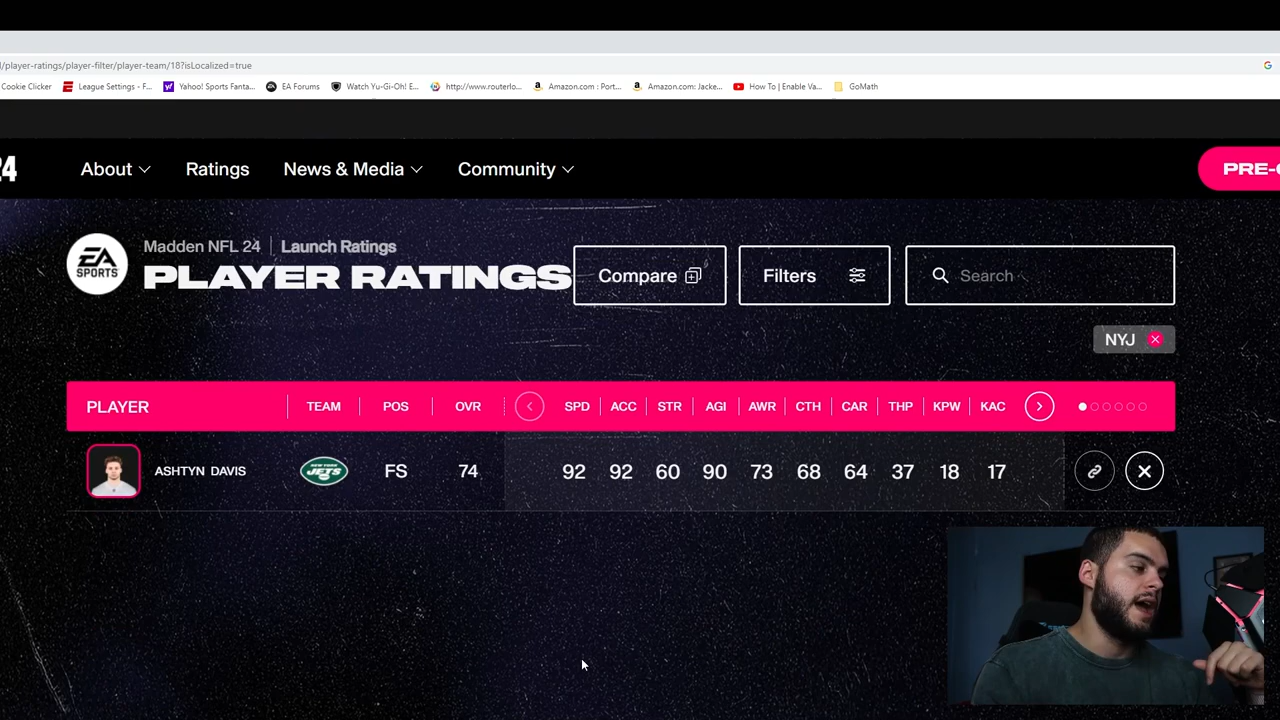 /player-ratings/player-filter/player-team/18?isLocalized=true
Cookie Clicker League Settings - F... Yahoo! Sports Fanta... EA Forums Watch Yu-Gi-Oh! E... http://www.routerlo... Amazon.com : Port... Amazon.com: Jacke... How To | Enable Va... GoMath
24 About Ratings News & Media Community PRE-
EA SPORTS
Madden NFL 24 | Launch Ratings
PLAYER RATINGS
Compare Filters Search
NYJ
PLAYER TEAM POS OVR SPD ACC STR AGI AWR CTH CAR THP KPW KAC
ASHTYN DAVIS NEW YORK JETS FS 74 92 92 60 90 73 68 64 37 18 17